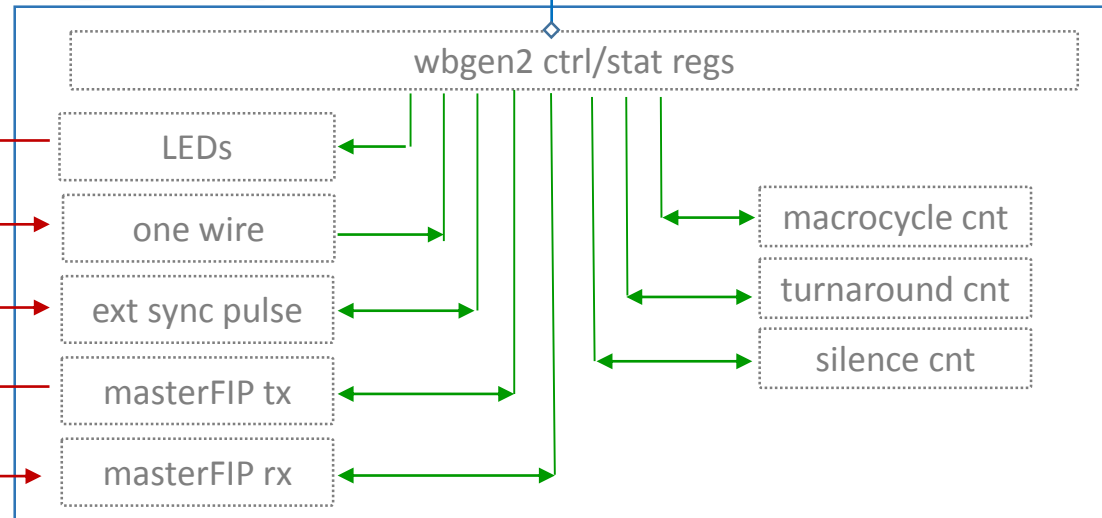 wbgen2 ctrl/stat regs
LEDs
one wire
ext sync pulse
masterFIP tx
masterFIP rx
macrocycle cnt
turnaround cnt
silence cnt